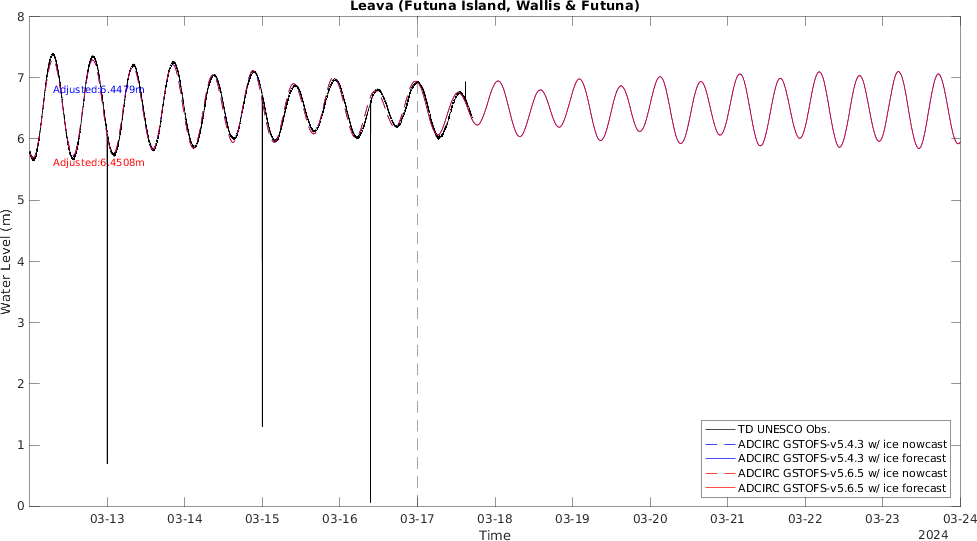 Leava (Futuna Island, Wallis & Futuna)
8
7
6
5
4
3
2
1
0
Water Level (m)
Adjusted:6.4479m
Adjusted:6.4508m
TD UNESCO Obs.
ADCIRC GSTOFS-v5.4.3 w/ ice nowcast
ADCIRC GSTOFS-v5.4.3 w/ ice forecast
ADCIRC GSTOFS-v5.6.5 w/ ice nowcast
ADCIRC GSTOFS-v5.6.5 w/ ice forecast
03-13 03-14 03-15 03-16 03-17 03-18 03-19 03-20 03-21 03-22 03-23 03-24
Time
2024